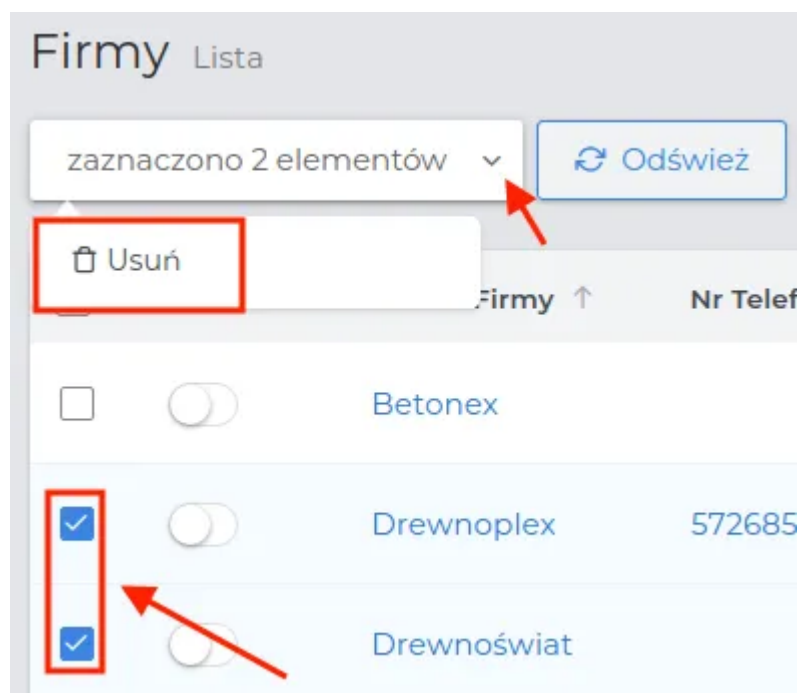 Firmy Lista
zaznaczono 2 elementów Odśwież
Usuń
Firmy ↑ Nr Telef
Betonex
Drewnoplex 572685
Drewnoświat